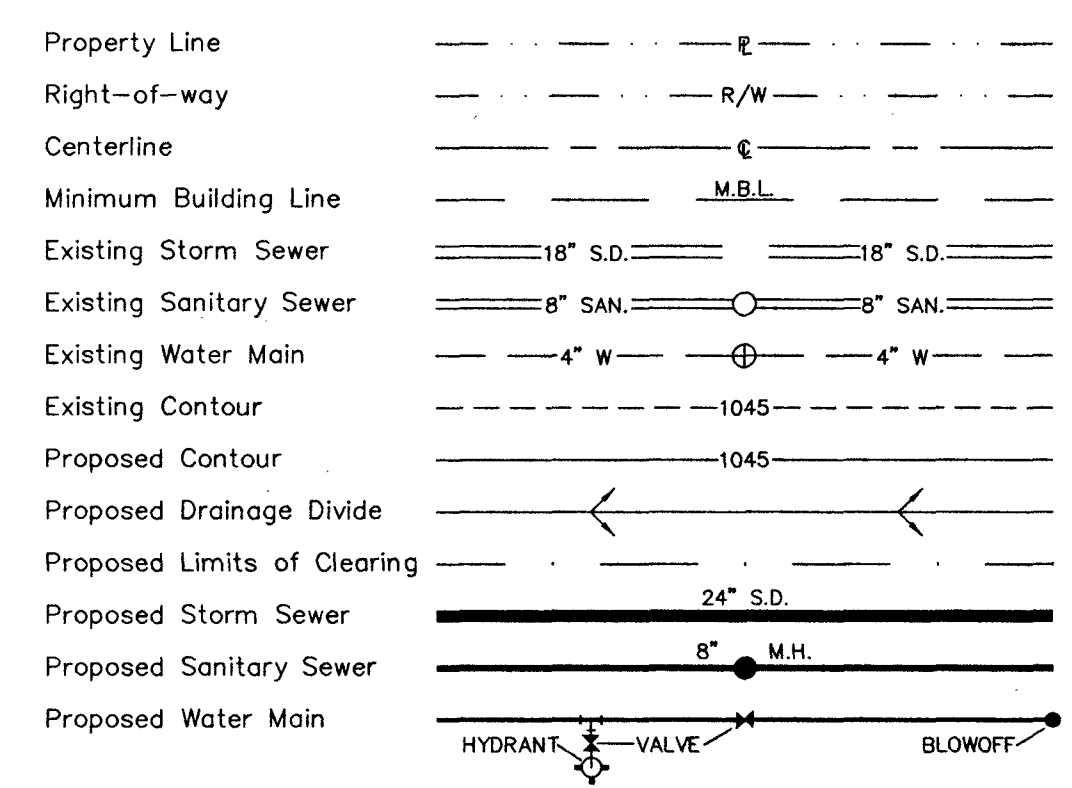 Property Line ℙL
Right-of-way R/W
Centerline ℄
Minimum Building Line M.B.L.
Existing Storm Sewer 18" S.D. 18" S.D.
Existing Sanitary Sewer 8" SAN. 8" SAN.
Existing Water Main 4" W 4" W
Existing Contour 1045
Proposed Contour 1045
Proposed Drainage Divide
Proposed Limits of Clearing
Proposed Storm Sewer 24" S.D.
Proposed Sanitary Sewer 8" M.H.
Proposed Water Main
HYDRANT VALVE BLOWOFF